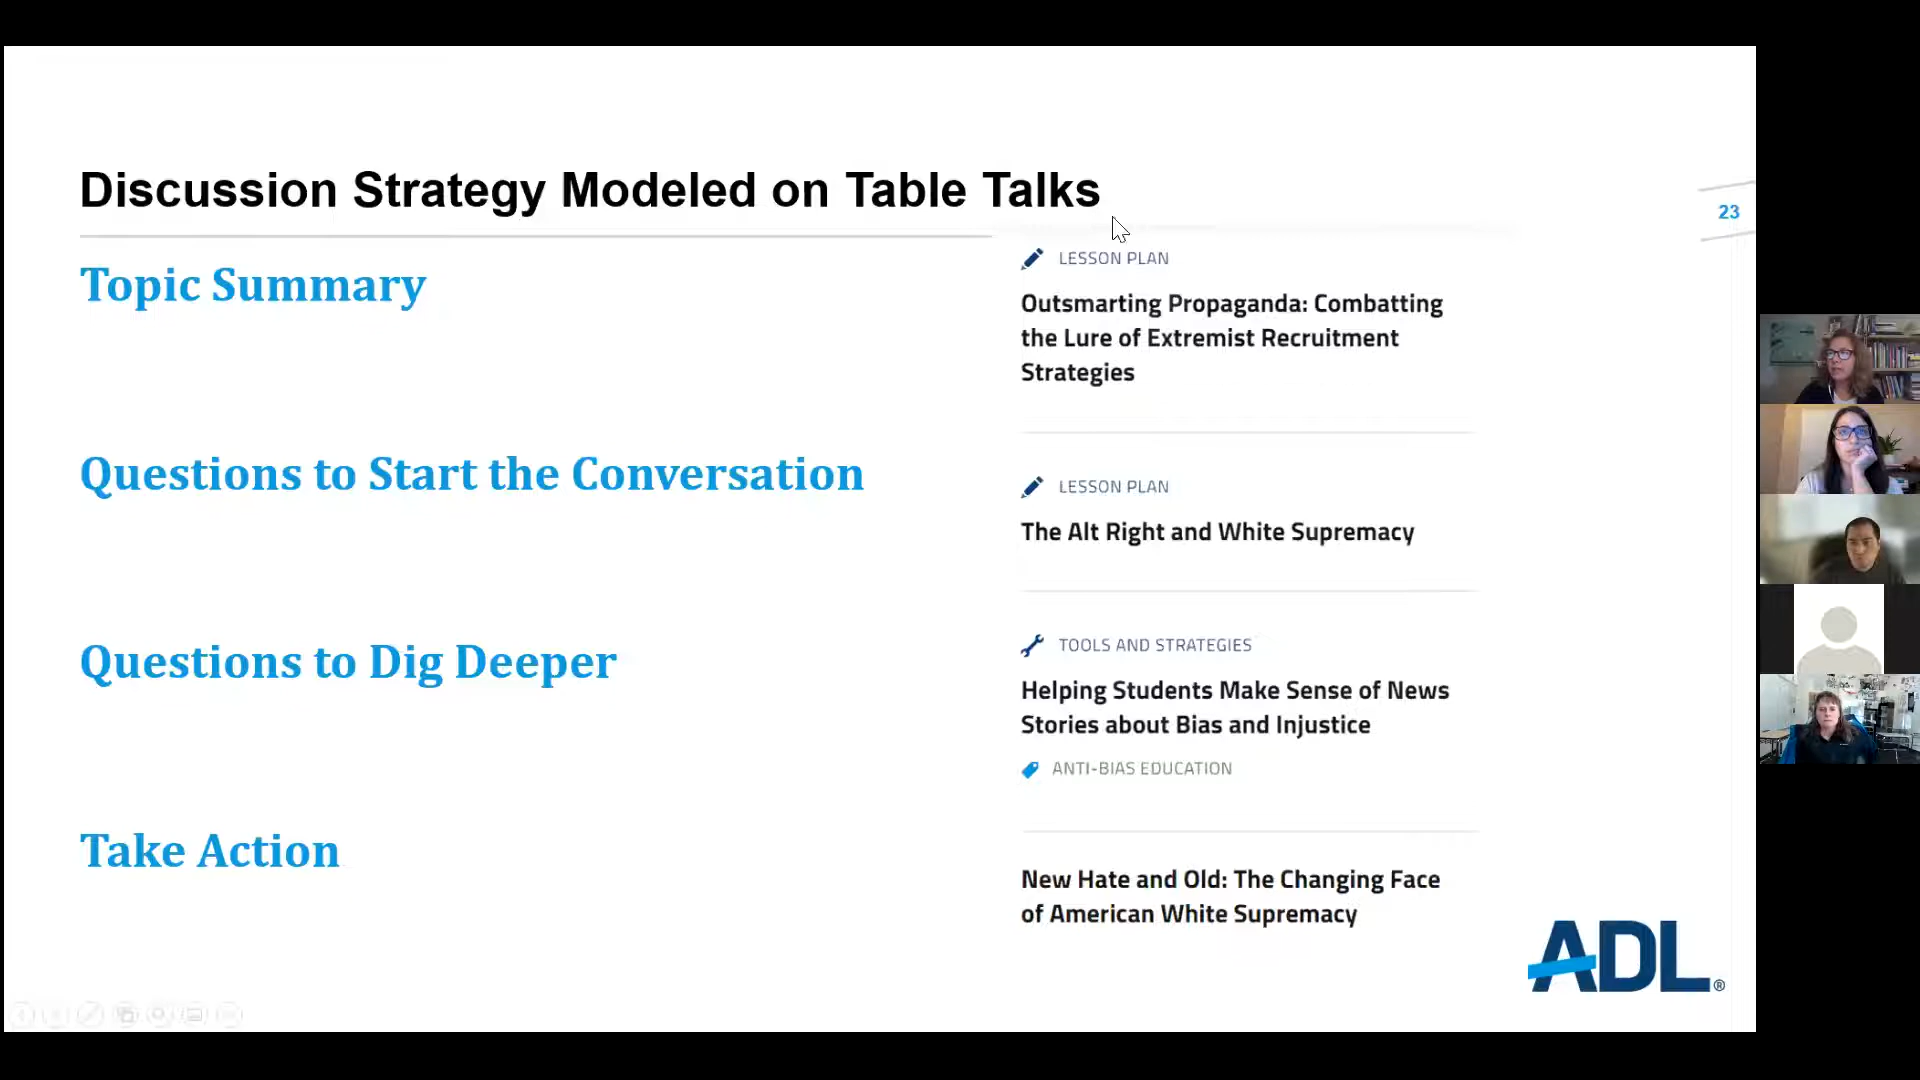 Discussion Strategy Modeled on Table Talks
23
Topic Summary
Questions to Start the Conversation
Questions to Dig Deeper
Take Action
LESSON PLAN
Outsmarting Propaganda: Combatting
the Lure of Extremist Recruitment
Strategies
LESSON PLAN
The Alt Right and White Supremacy
TOOLS AND STRATEGIES
Helping Students Make Sense of News
Stories about Bias and Injustice
ANTI-BIAS EDUCATION
New Hate and Old: The Changing Face
of American White Supremacy
ADL®